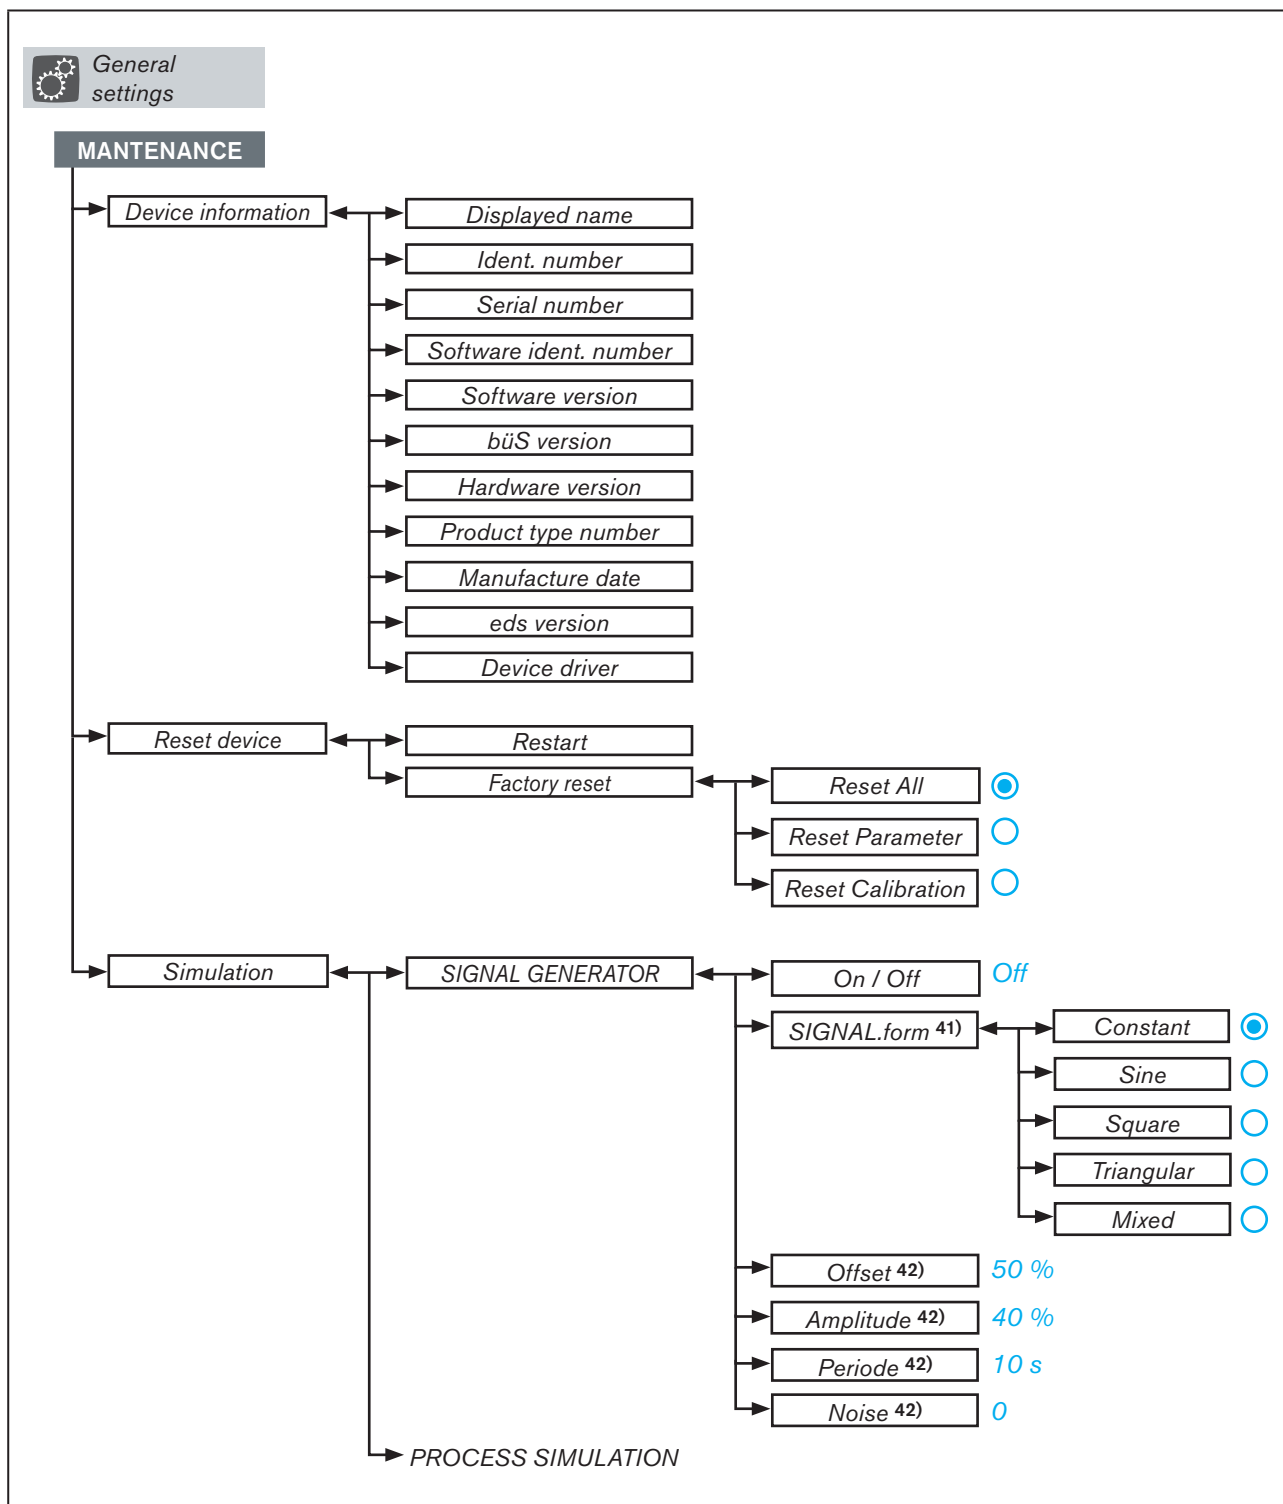 General
settings
MANTENANCE
Device information
Displayed name
Ident. number
Serial number
Software ident. number
Software version
büS version
Hardware version
Product type number
Manufacture date
eds version
Device driver
Reset device
Restart
Factory reset
Reset All
Reset Parameter
Reset Calibration
Simulation
SIGNAL GENERATOR
On / Off
Off
SIGNAL.form 41)
Constant
Sine
Square
Triangular
Mixed
Offset 42)
50 %
Amplitude 42)
40 %
Periode 42)
10 s
Noise 42)
0
PROCESS SIMULATION